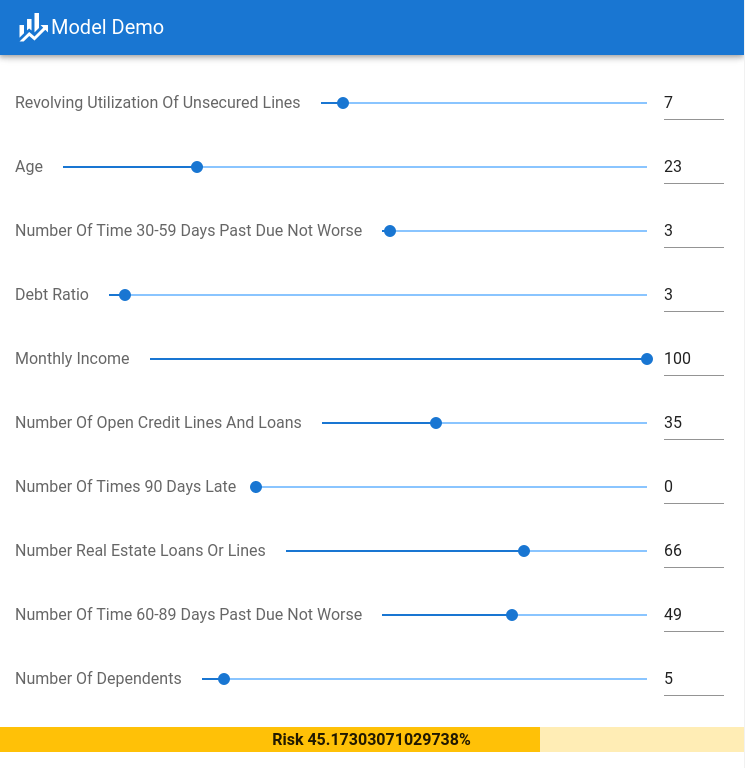 Model Demo
Revolving Utilization Of Unsecured Lines 7
Age 23
Number Of Time 30-59 Days Past Due Not Worse 3
Debt Ratio 3
Monthly Income 100
Number Of Open Credit Lines And Loans 35
Number Of Times 90 Days Late 0
Number Real Estate Loans Or Lines 66
Number Of Time 60-89 Days Past Due Not Worse 49
Number Of Dependents 5
Risk 45.17303071029738%